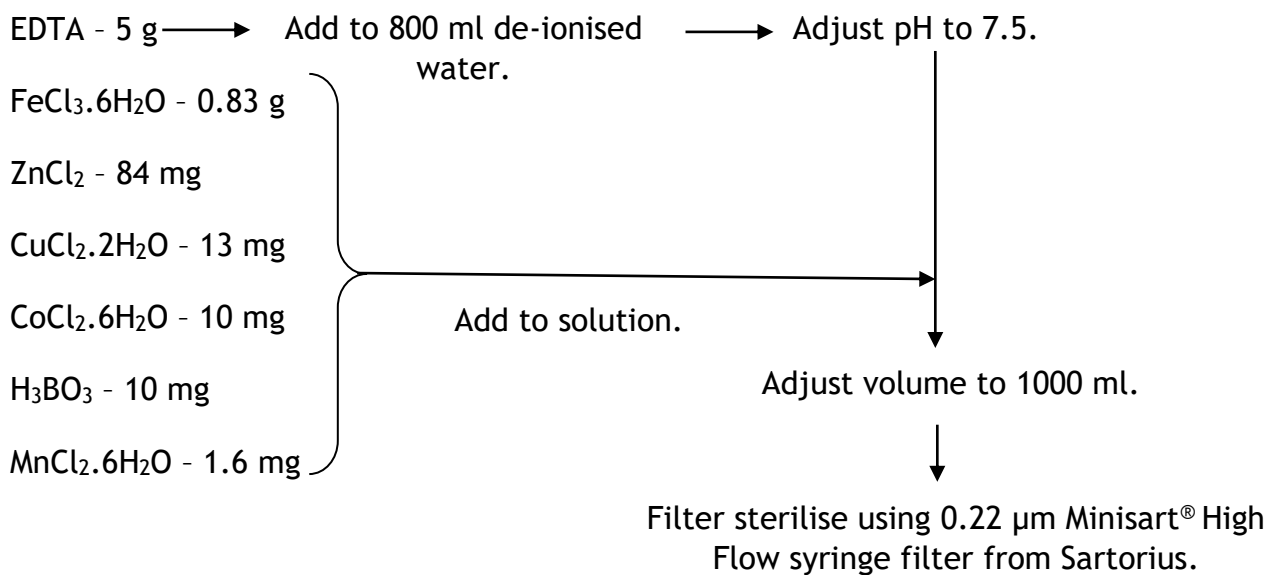 EDTA – 5 g
Add to 800 ml de-ionised
water.
Adjust pH to 7.5.
FeCl₃.6H₂O – 0.83 g
ZnCl₂ – 84 mg
CuCl₂.2H₂O – 13 mg
CoCl₂.6H₂O – 10 mg
H₃BO₃ – 10 mg
MnCl₂.6H₂O – 1.6 mg
Add to solution.
Adjust volume to 1000 ml.
Filter sterilise using 0.22 µm Minisart® High
Flow syringe filter from Sartorius.